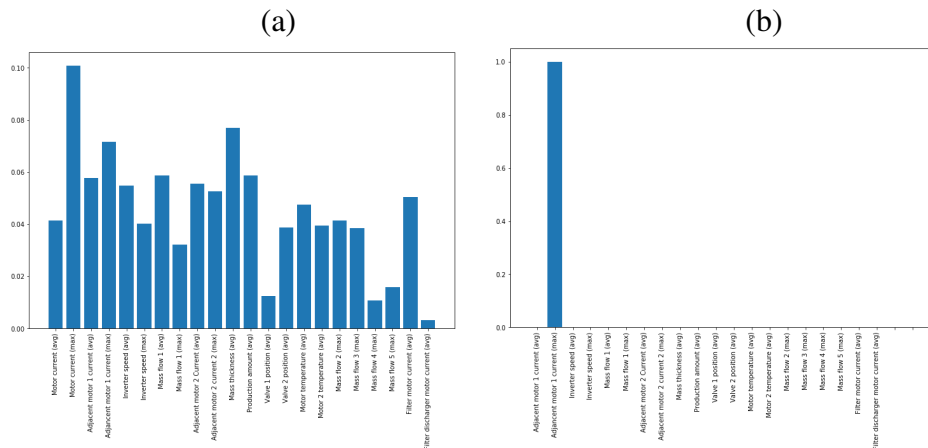 (a)
(b)
0.10
0.08
0.06
0.04
0.02
0.00
Motor current (avg)
Motor current (max)
Adjacent motor 1 current (avg)
Adjacent motor 1 current (max)
Inverter speed (avg)
Inverter speed (max)
Mass flow 1 (avg)
Mass flow 1 (max)
Adjacent motor 2 Current (avg)
Adjacent motor 2 current 2 (max)
Mass thickness (avg)
Production amount (avg)
Valve 1 position (avg)
Valve 2 position (avg)
Motor temperature (avg)
Motor 2 temperature (avg)
Mass flow 2 (max)
Mass flow 3 (max)
Mass flow 4 (max)
Mass flow 5 (max)
Filter motor current (avg)
Filter discharger motor current (avg)
1.0
0.8
0.6
0.4
0.2
0.0
Adjacent motor 1 current (avg)
Adjancent motor 1 current (max)
Inverter speed (avg)
Inverter speed (max)
Mass flow 1 (avg)
Mass flow 1 (max)
Adjacent motor 2 Current (avg)
Adjacent motor 2 current 2 (max)
Mass thickness (avg)
Production amount (avg)
Valve 1 position (avg)
Valve 2 position (avg)
Motor temperature (avg)
Motor 2 temperature (avg)
Mass flow 2 (max)
Mass flow 3 (max)
Mass flow 4 (max)
Mass flow 5 (max)
Filter motor current (avg)
Filter discharger motor current (avg)